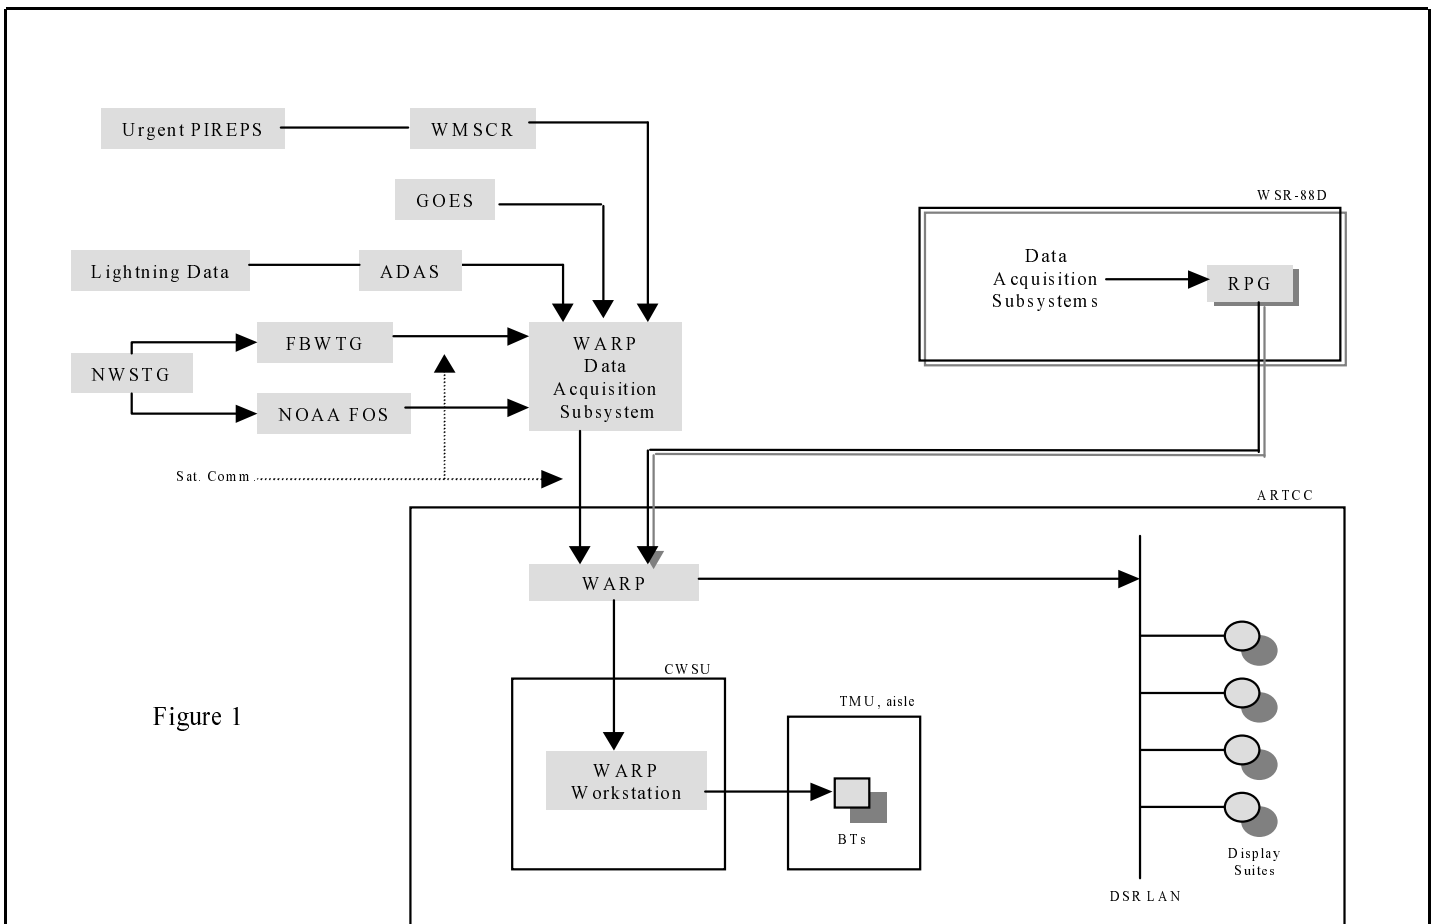 Urgent PIREPS
WMSCR
GOES
WSR-88D
Lightning Data
ADAS
Data
Acquisition
Subsystems
RPG
FBWTG
NWSTG
NOAA FOS
WARP
Data
Acquisition
Subsystem
Sat. Comm
ARTCC
WARP
CWSU
TMU, aisle
Figure 1
WARP
Workstation
BTs
Display
Suites
DSR LAN